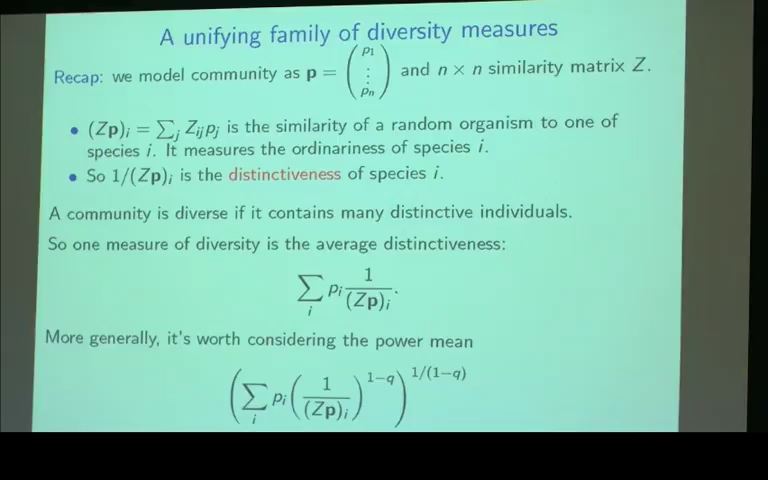 A unifying family of diversity measures
Recap: we model community as p = (p₁ ⋮ pₙ) and n × n similarity matrix Z.
• (Zp)ᵢ = ∑ⱼ Zᵢⱼpⱼ is the similarity of a random organism to one of
species i. It measures the ordinariness of species i.
• So 1/(Zp)ᵢ is the distinctiveness of species i.
A community is diverse if it contains many distinctive individuals.
So one measure of diversity is the average distinctiveness:
∑ᵢ pᵢ 1/(Zp)ᵢ.
More generally, it's worth considering the power mean
(∑ᵢ pᵢ(1/(Zp)ᵢ)^{1−q})^{1/(1−q)}